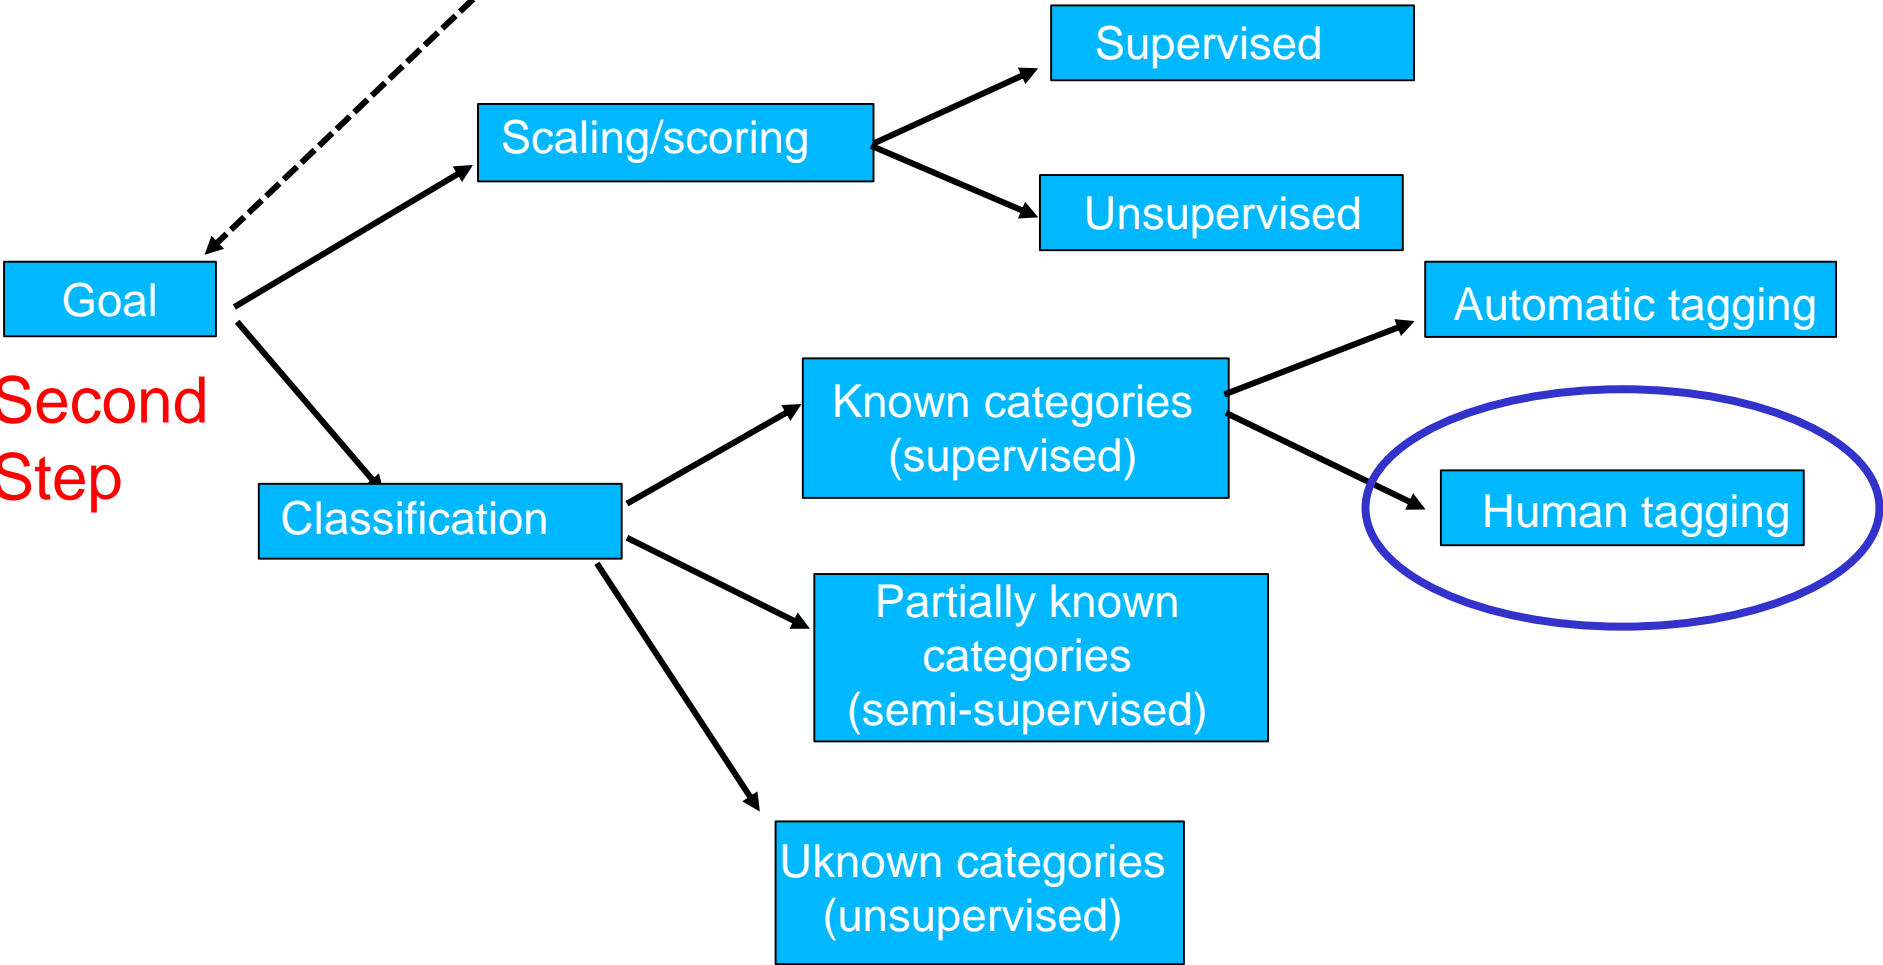 Supervised
Scaling/scoring
Unsupervised
Goal
Automatic tagging
Second
Step
Known categories
(supervised)
Human tagging
Classification
Partially known
categories
(semi-supervised)
Uknown categories
(unsupervised)